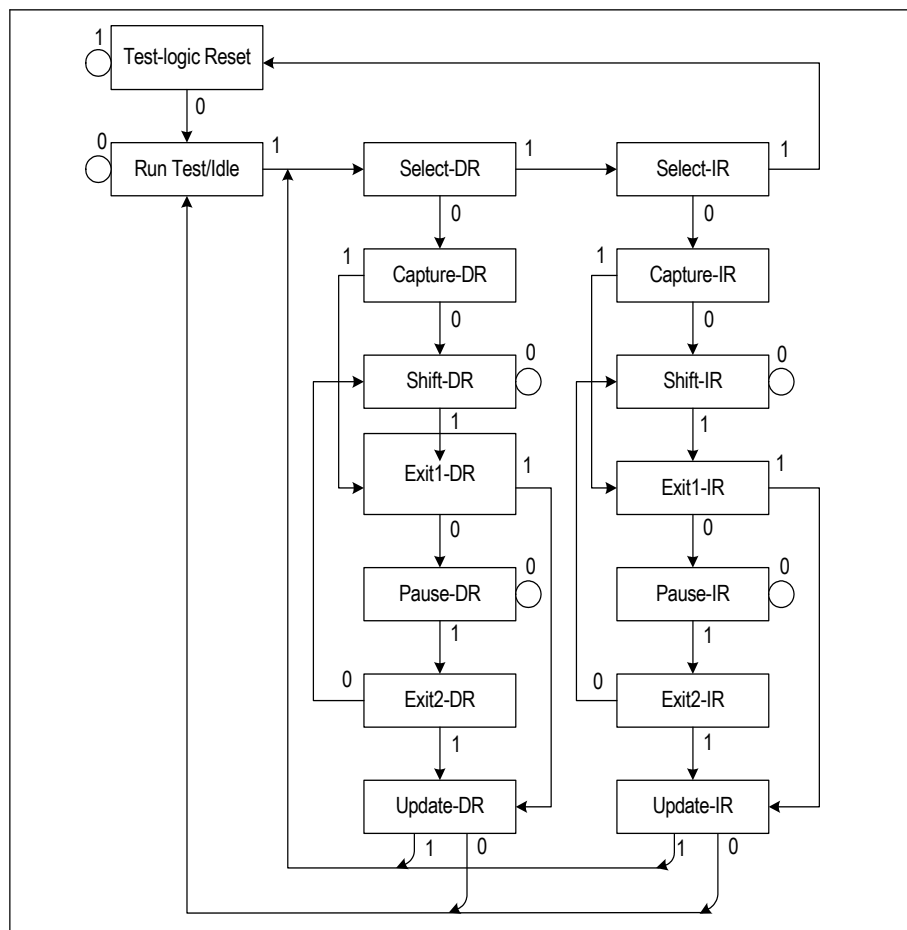 1
Test-logic Reset
0
0
Run Test/Idle
1
Select-DR
1
Select-IR
1
0
0
1
Capture-DR
1
Capture-IR
0
0
Shift-DR
0
Shift-IR
0
1
1
Exit1-DR
1
Exit1-IR
1
0
0
Pause-DR
0
Pause-IR
0
1
1
0
Exit2-DR
0
Exit2-IR
1
1
Update-DR
Update-IR
1
0
1
0